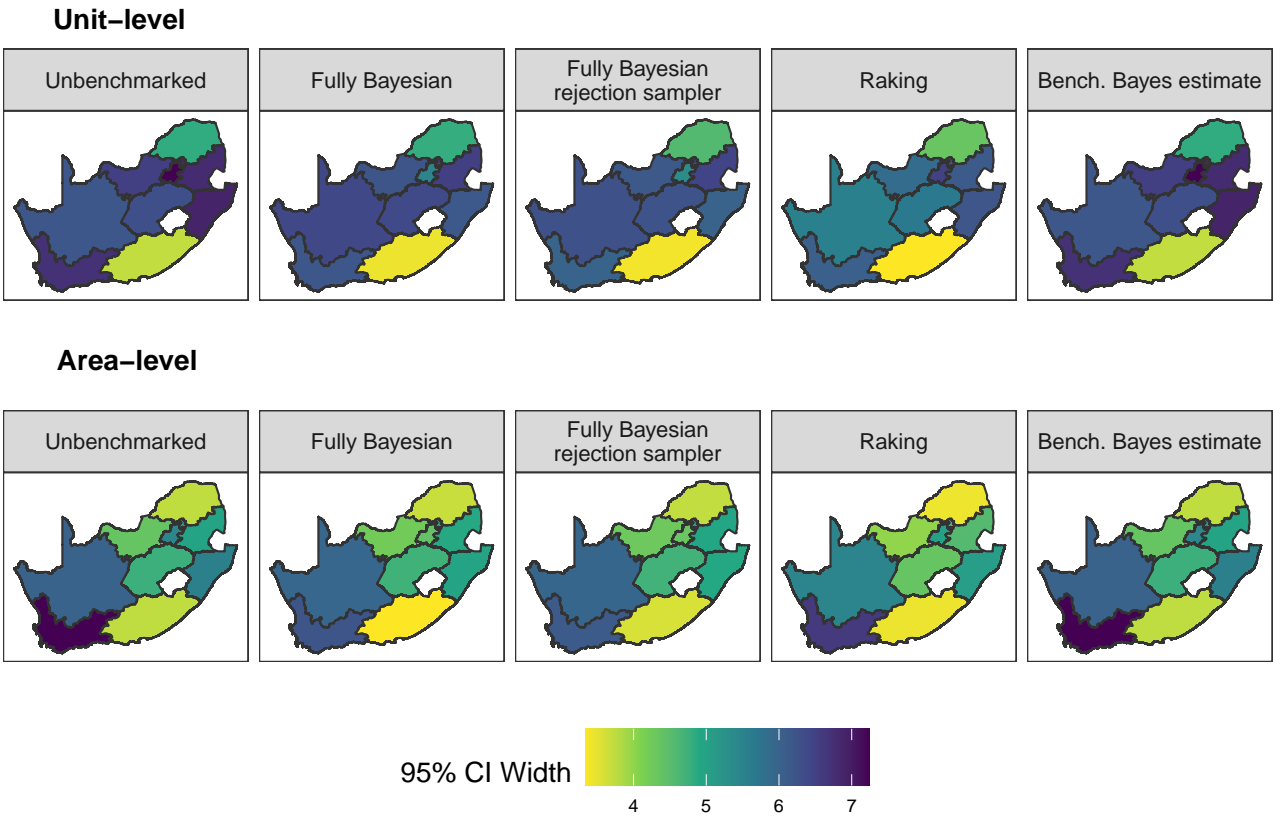 Unit−level
Unbenchmarked
Fully Bayesian
Fully Bayesian
rejection sampler
Raking
Bench. Bayes estimate
Area−level
Unbenchmarked
Fully Bayesian
Fully Bayesian
rejection sampler
Raking
Bench. Bayes estimate
95% CI Width
4 5 6 7